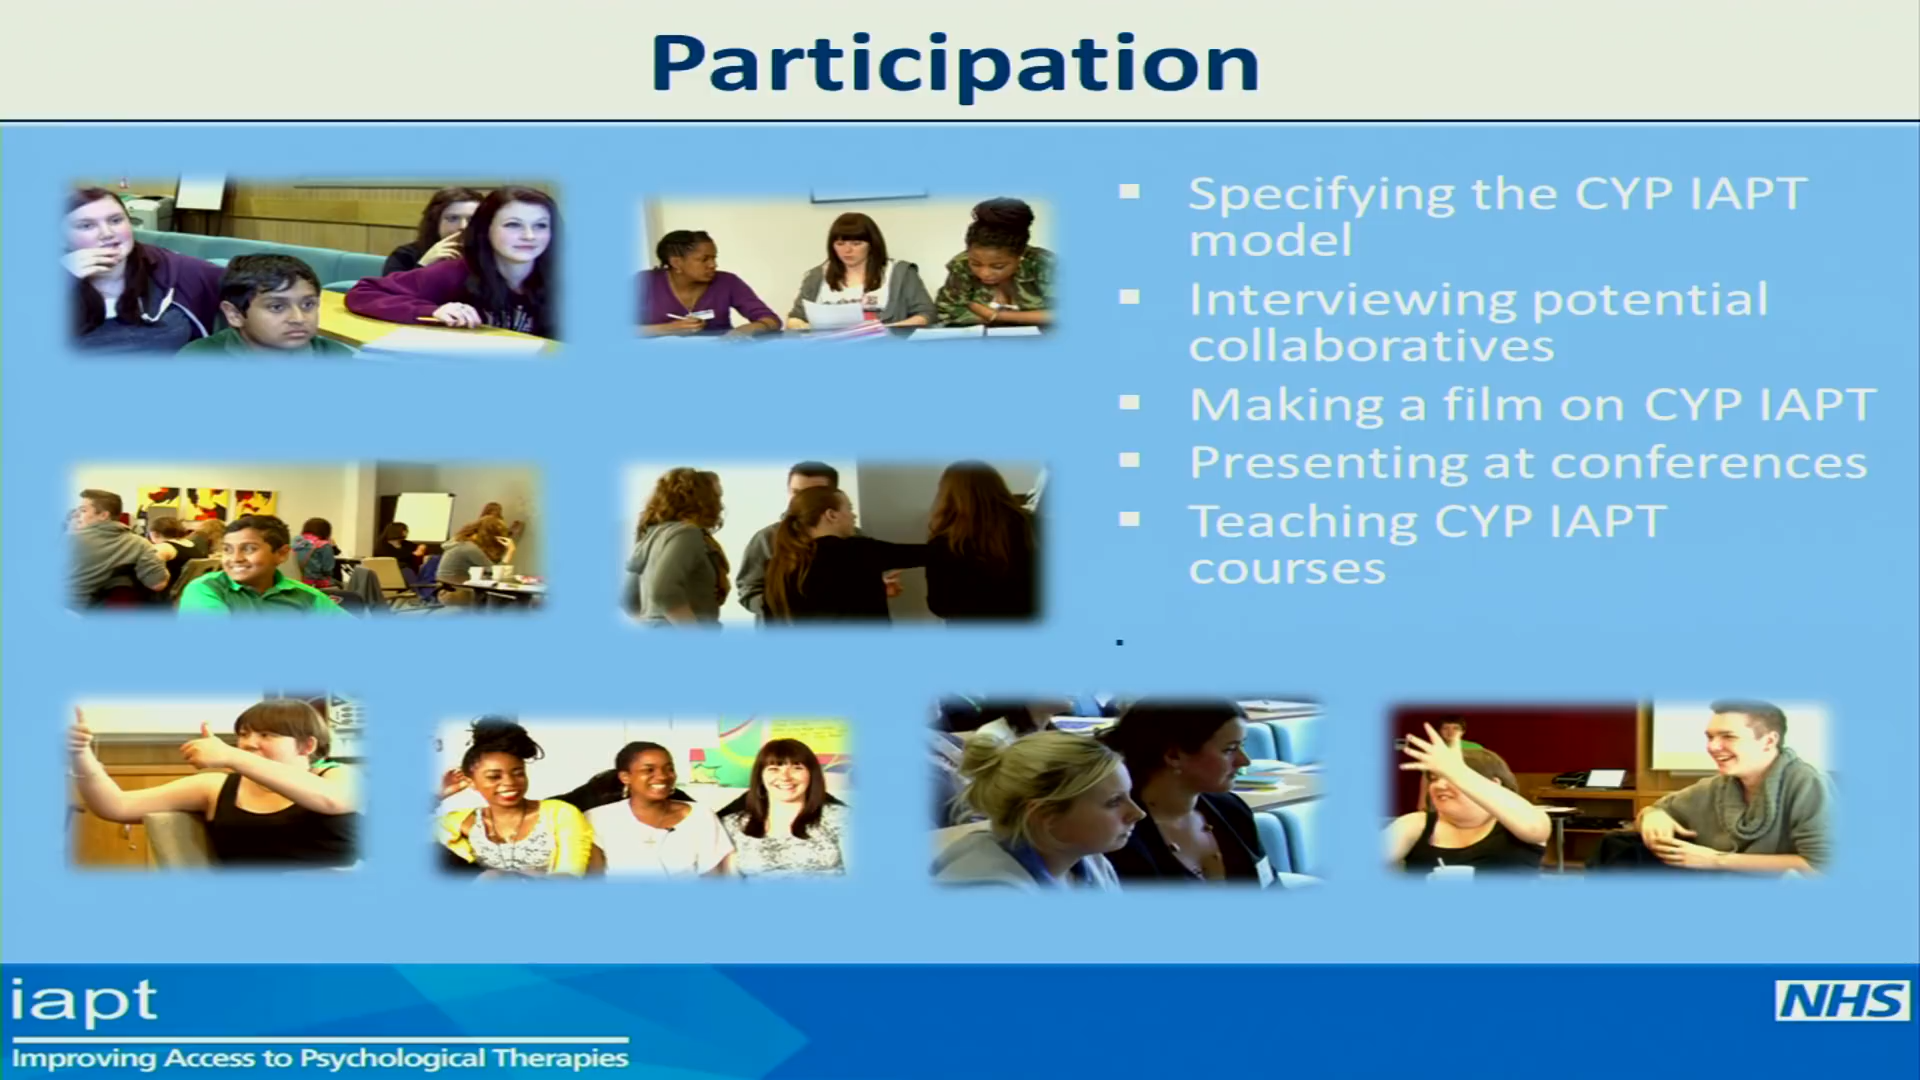 Participation
Specifying the CYP IAPT
model
Interviewing potential
collaboratives
Making a film on CYP IAPT
Presenting at conferences
Teaching CYP IAPT
courses
iapt
Improving Access to Psychological Therapies
NHS